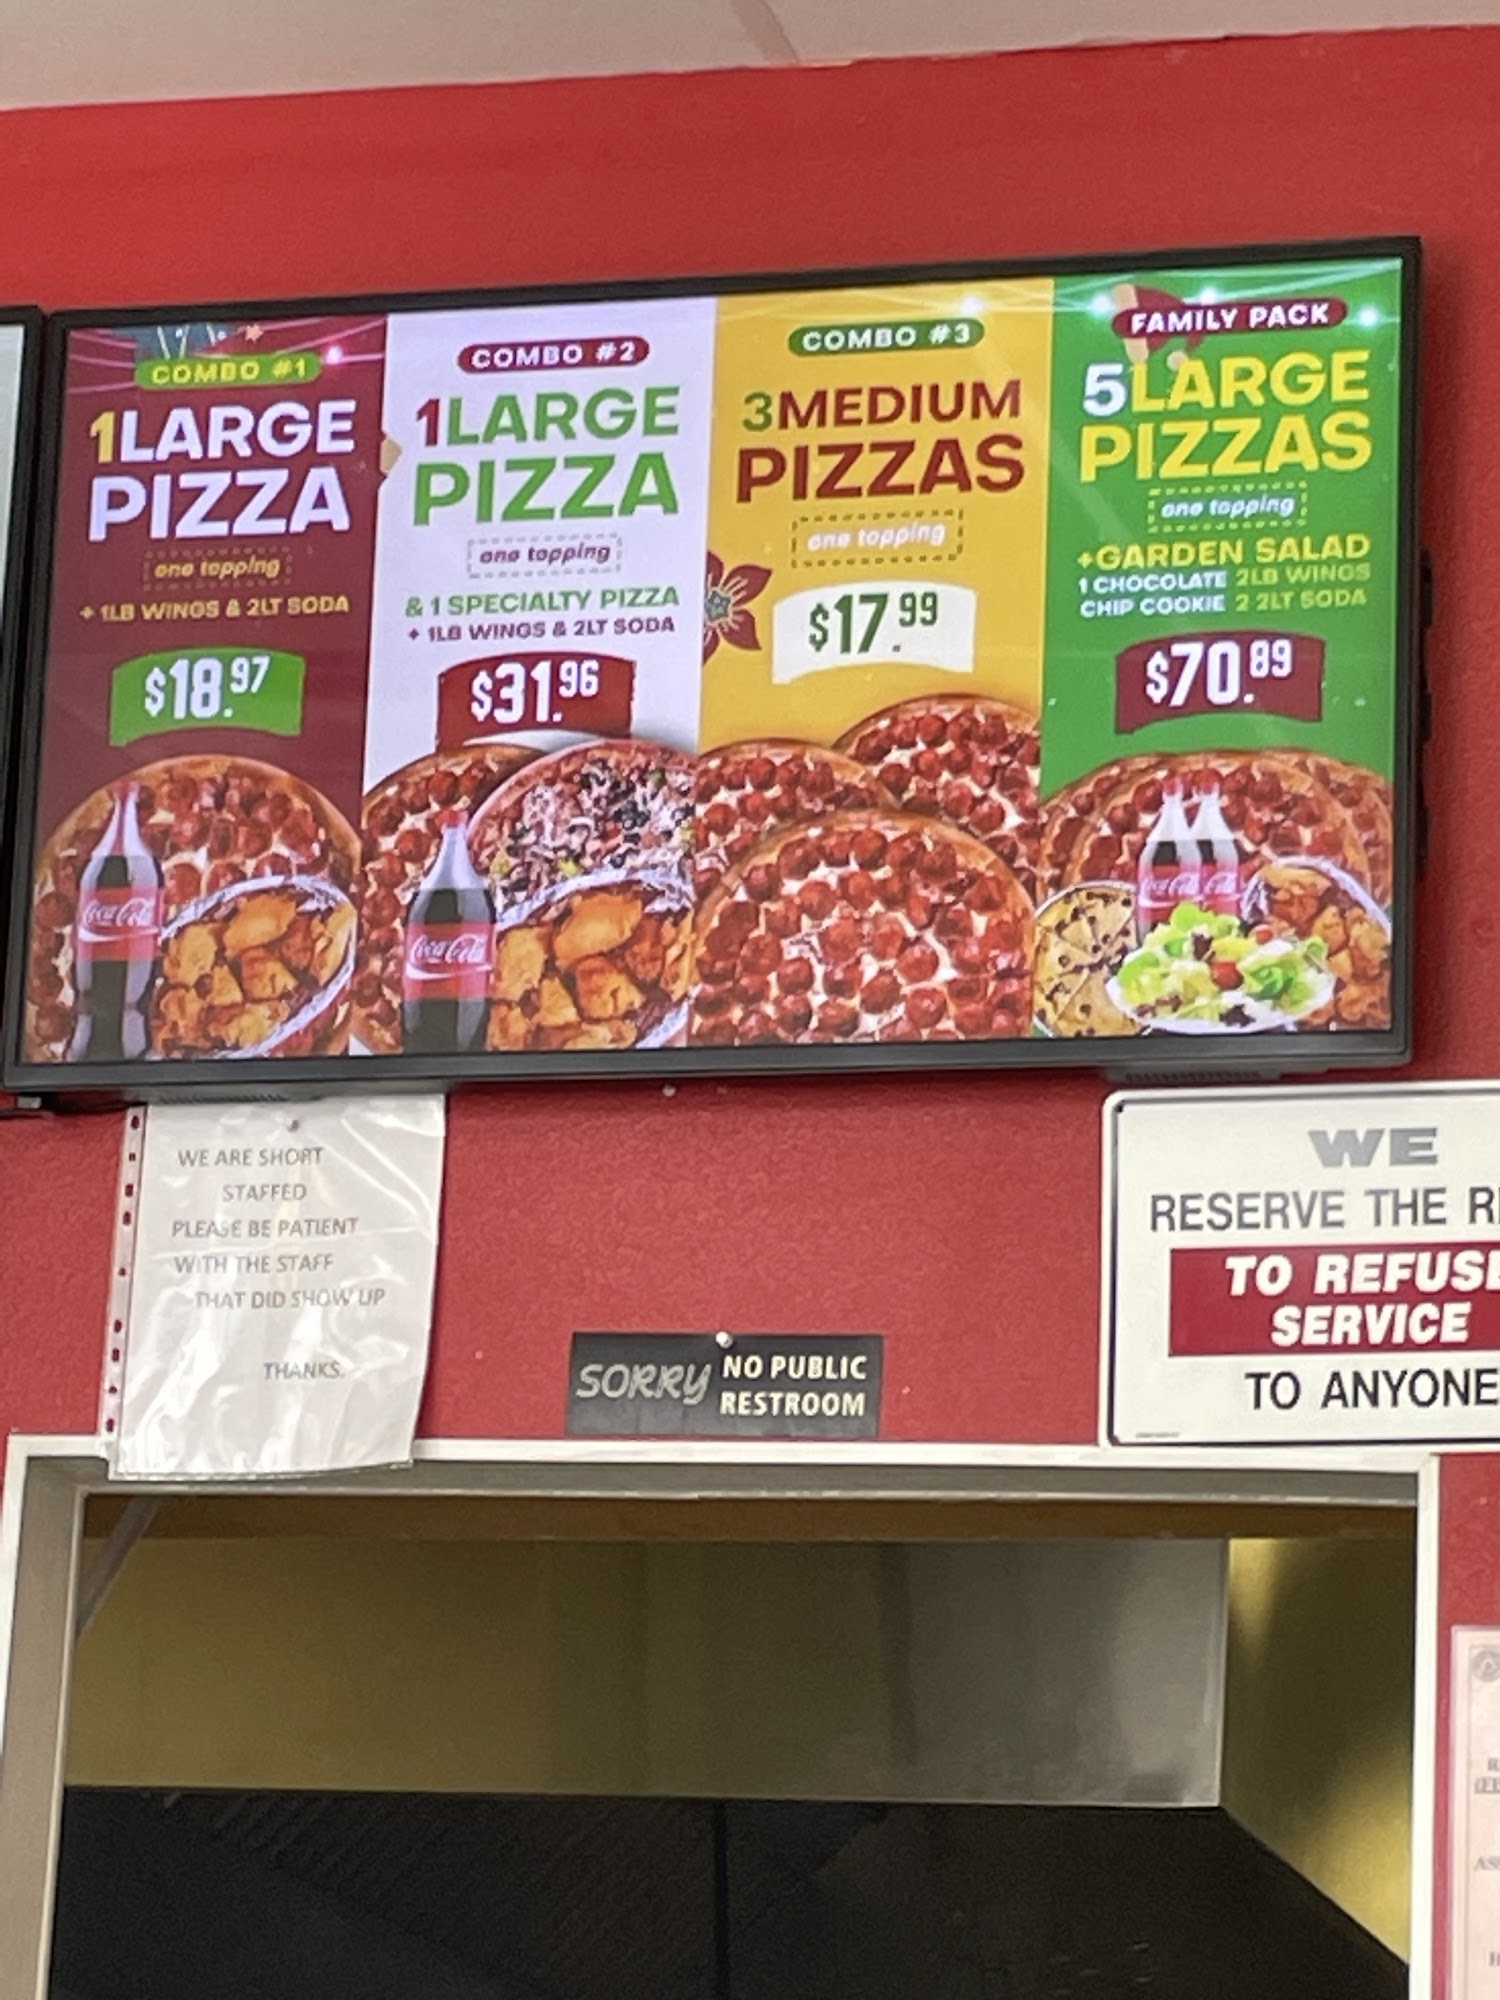 COMBO #1
1LARGE
PIZZA
one topping
+ 1LB WINGS & 2LT SODA
$18.97
COMBO #2
1LARGE
PIZZA
one topping
& 1 SPECIALTY PIZZA
+ 1LB WINGS & 2LT SODA
$31.96
COMBO #3
3MEDIUM
PIZZAS
one topping
$17.99
FAMILY PACK
5LARGE
PIZZAS
one topping
+GARDEN SALAD
1 CHOCOLATE 2LB WINGS
CHIP COOKIE 2 2LT SODA
$70.89
Coca-Cola
Coca-Cola
Coca-Cola Coca-Cola
WE ARE SHORT
STAFFED
PLEASE BE PATIENT
WITH THE STAFF
THAT DID SHOW UP
THANKS.
SORRY NO PUBLIC
RESTROOM
WE
RESERVE THE R
TO REFUSE
SERVICE
TO ANYONE